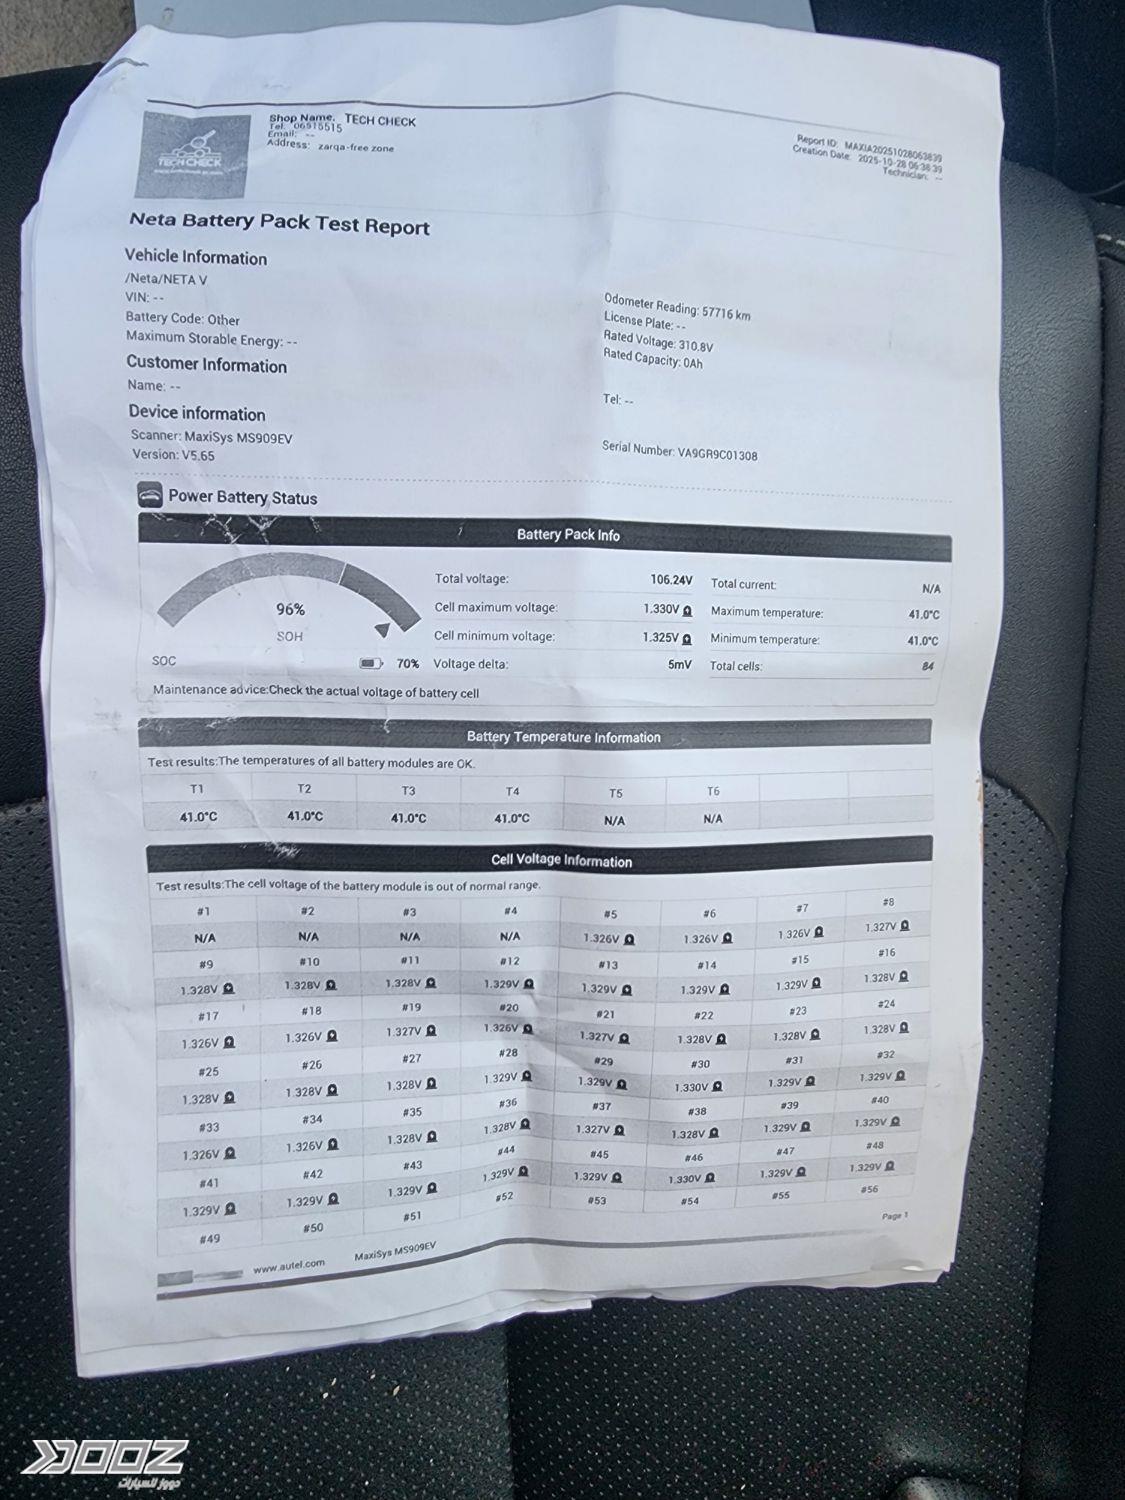 TECH CHECK
Shop Name. TECH CHECK
Tel: 06515515
Email: --
Address: zarqa-free zone
Report ID: MAXIA20251028063839
Creation Date: 2025-10-28 06:38:39
Technician: --
Neta Battery Pack Test Report
Vehicle Information
/Neta/NETA V
VIN: --
Odometer Reading: 57716 km
Battery Code: Other
License Plate: --
Maximum Storable Energy: --
Rated Voltage: 310.8V
Rated Capacity: 0Ah
Customer Information
Name: --
Tel: --
Device information
Scanner: MaxiSys MS909EV
Serial Number: VA9GR9C01308
Version: V5.65
Power Battery Status
Battery Pack Info
96%
SOH
SOC 70%
Total voltage: 106.24V Total current: N/A
Cell maximum voltage: 1.330V Maximum temperature: 41.0°C
Cell minimum voltage: 1.325V Minimum temperature: 41.0°C
Voltage delta: 5mV Total cells: 84
Maintenance advice:Check the actual voltage of battery cell
Battery Temperature Information
Test results:The temperatures of all battery modules are OK.
T1 T2 T3 T4 T5 T6
41.0°C 41.0°C 41.0°C 41.0°C N/A N/A
Cell Voltage Information
Test results:The cell voltage of the battery module is out of normal range.
#1 #2 #3 #4 #5 #6 #7 #8
N/A N/A N/A N/A 1.326V 1.326V 1.326V 1.327V
#9 #10 #11 #12 #13 #14 #15 #16
1.328V 1.328V 1.328V 1.329V 1.329V 1.329V 1.329V 1.328V
#17 #18 #19 #20 #21 #22 #23 #24
1.326V 1.326V 1.327V 1.326V 1.327V 1.328V 1.328V 1.328V
#25 #26 #27 #28 #29 #30 #31 #32
1.328V 1.328V 1.328V 1.329V 1.329V 1.330V 1.329V 1.329V
#33 #34 #35 #36 #37 #38 #39 #40
1.326V 1.326V 1.328V 1.328V 1.327V 1.328V 1.329V 1.329V
#41 #42 #43 #44 #45 #46 #47 #48
1.329V 1.329V 1.329V 1.329V 1.329V 1.330V 1.329V 1.329V
#49 #50 #51 #52 #53 #54 #55 #56
www.autel.com MaxiSys MS909EV Page 1
DOOZ
دووز للسيارات